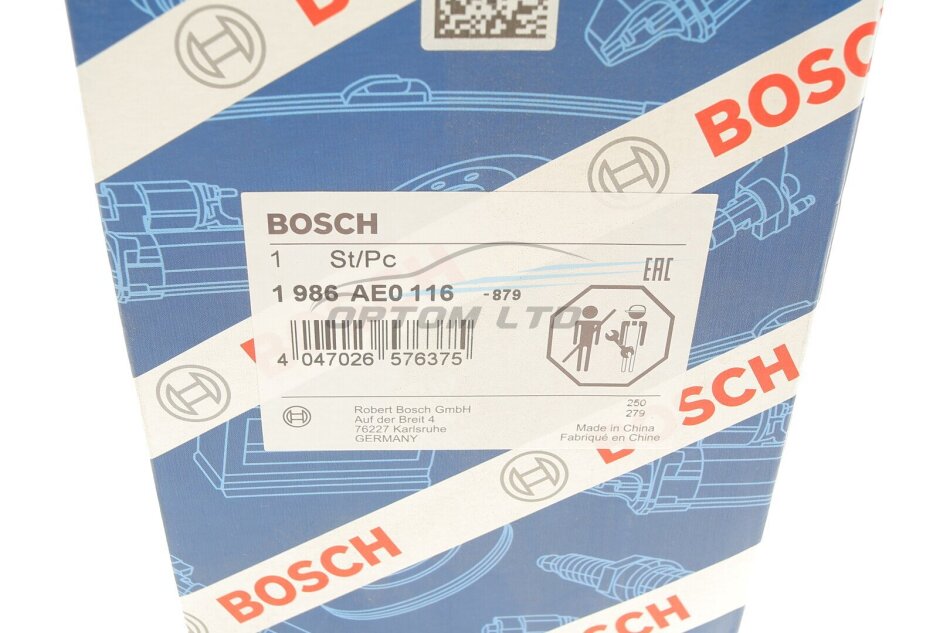 BOSCH
BOSCH
1 St/Pc
EAC
1 986 AE0 116 -879
OPTOM LTD
4 047026 576375
Robert Bosch GmbH
Auf der Breit 4
76227 Karlsruhe
GERMANY
250
279
Made in China
Fabriqué en Chine
BOSCH
BOSCH
BOSCH